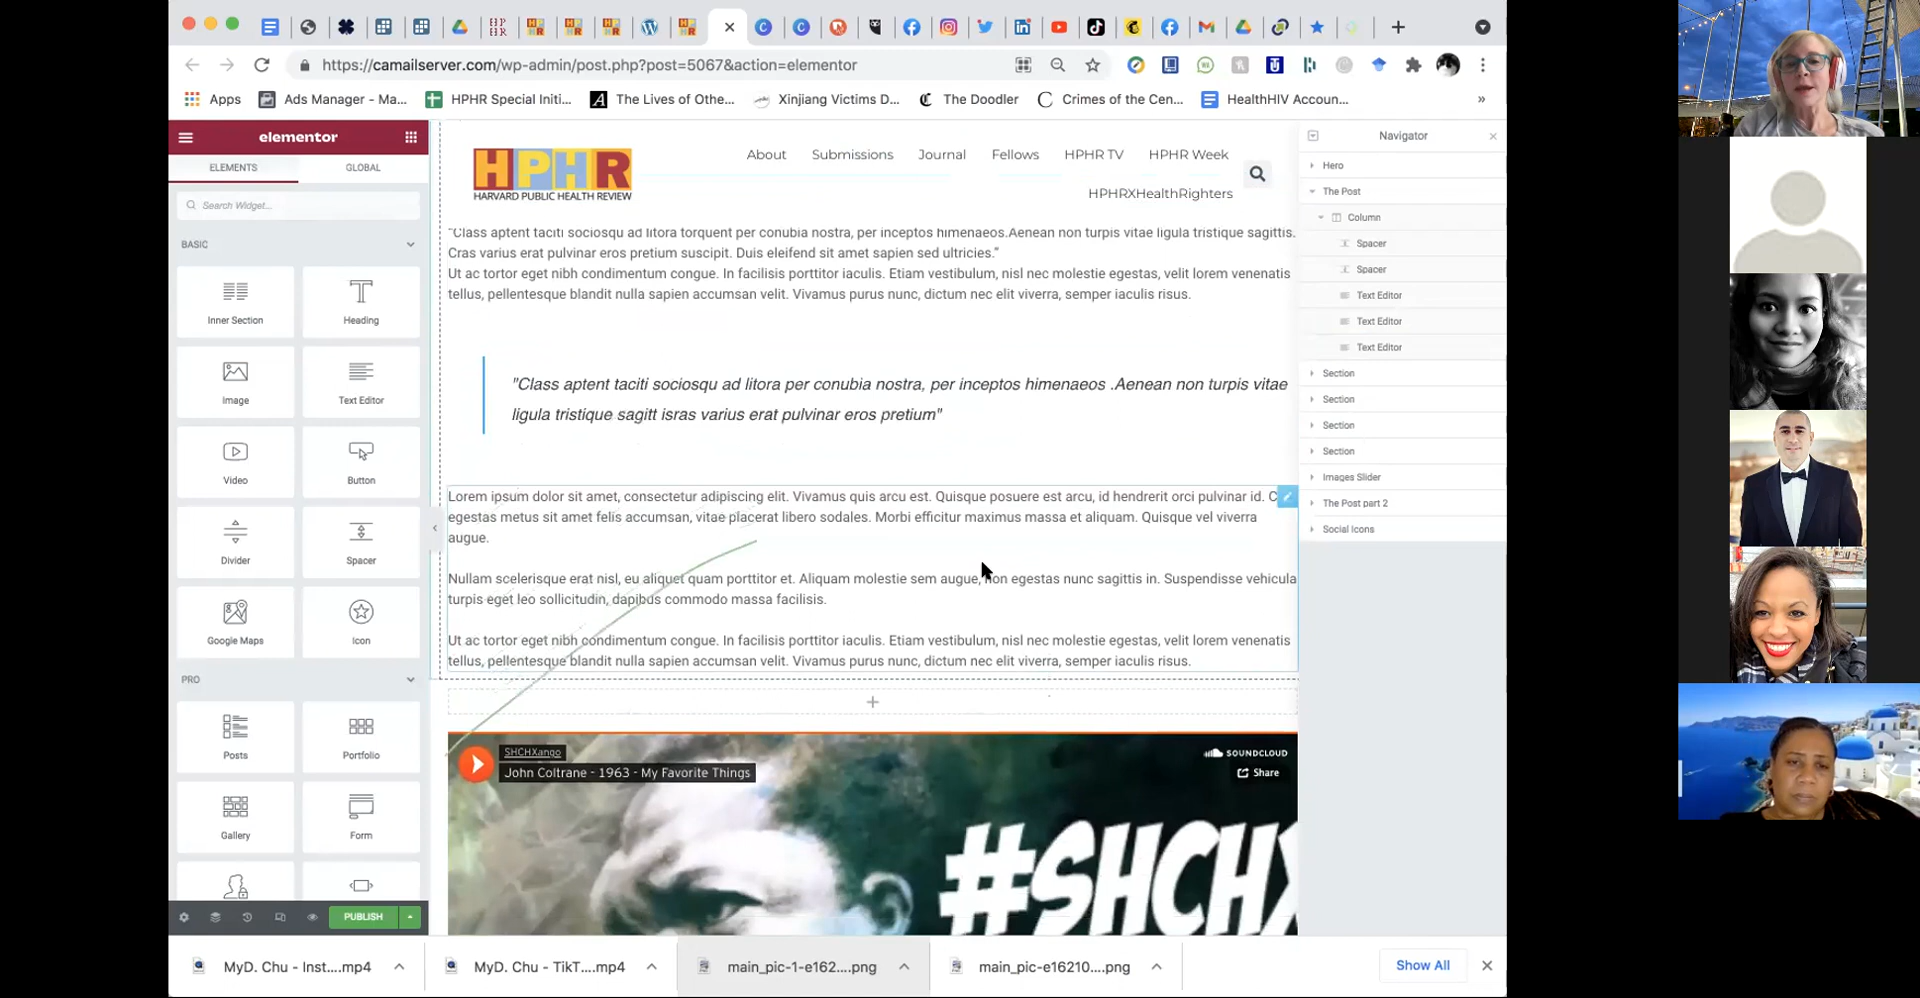 https://camailserver.com/wp-admin/post.php?post=5067&action=elementor
Apps
Ads Manager - Ma...
HPHR Special Initi...
The Lives of Othe...
Xinjiang Victims D...
The Doodler
Crimes of the Cen...
HealthHIV Accoun...
»
elementor
ELEMENTS
GLOBAL
Search Widget...
BASIC
Inner Section
Heading
Image
Text Editor
Video
Button
Divider
Spacer
Google Maps
Icon
PRO
Posts
Portfolio
Gallery
Form
PUBLISH
HPHR
HARVARD PUBLIC HEALTH REVIEW
About
Submissions
Journal
Fellows
HPHR TV
HPHR Week
HPHRXHealthRighters
"Class aptent taciti sociosqu ad litora torquent per conubia nostra, per inceptos himenaeos.Aenean non turpis vitae ligula tristique sagittis.
Cras varius erat pulvinar eros pretium suscipit. Duis eleifend sit amet sapien sed ultricies."
Ut ac tortor eget nibh condimentum congue. In facilisis porttitor iaculis. Etiam vestibulum, nisl nec molestie egestas, velit lorem venenatis
tellus, pellentesque blandit nulla sapien accumsan velit. Vivamus purus nunc, dictum nec elit viverra, semper iaculis risus.
"Class aptent taciti sociosqu ad litora per conubia nostra, per inceptos himenaeos .Aenean non turpis vitae
ligula tristique sagitt isras varius erat pulvinar eros pretium"
Lorem ipsum dolor sit amet, consectetur adipiscing elit. Vivamus quis arcu est. Quisque posuere est arcu, id hendrerit orci pulvinar id. C
egestas metus sit amet felis accumsan, vitae placerat libero sodales. Morbi efficitur maximus massa et aliquam. Quisque vel viverra
augue.
Nullam scelerisque erat nisl, eu aliquet quam porttitor et. Aliquam molestie sem augue, non egestas nunc sagittis in. Suspendisse vehicula
turpis eget leo sollicitudin, dapibus commodo massa facilisis.
Ut ac tortor eget nibh condimentum congue. In facilisis porttitor iaculis. Etiam vestibulum, nisl nec molestie egestas, velit lorem venenatis
tellus, pellentesque blandit nulla sapien accumsan velit. Vivamus purus nunc, dictum nec elit viverra, semper iaculis risus.
SHCHXango
John Coltrane - 1963 - My Favorite Things
SOUNDCLOUD
Share
#SHCHX
Navigator
Hero
The Post
Column
Spacer
Spacer
Text Editor
Text Editor
Text Editor
Section
Section
Section
Section
Images Slider
The Post part 2
Social Icons
MyD. Chu - Inst....mp4
MyD. Chu - TikT....mp4
main_pic-1-e162....png
main_pic-e16210....png
Show All